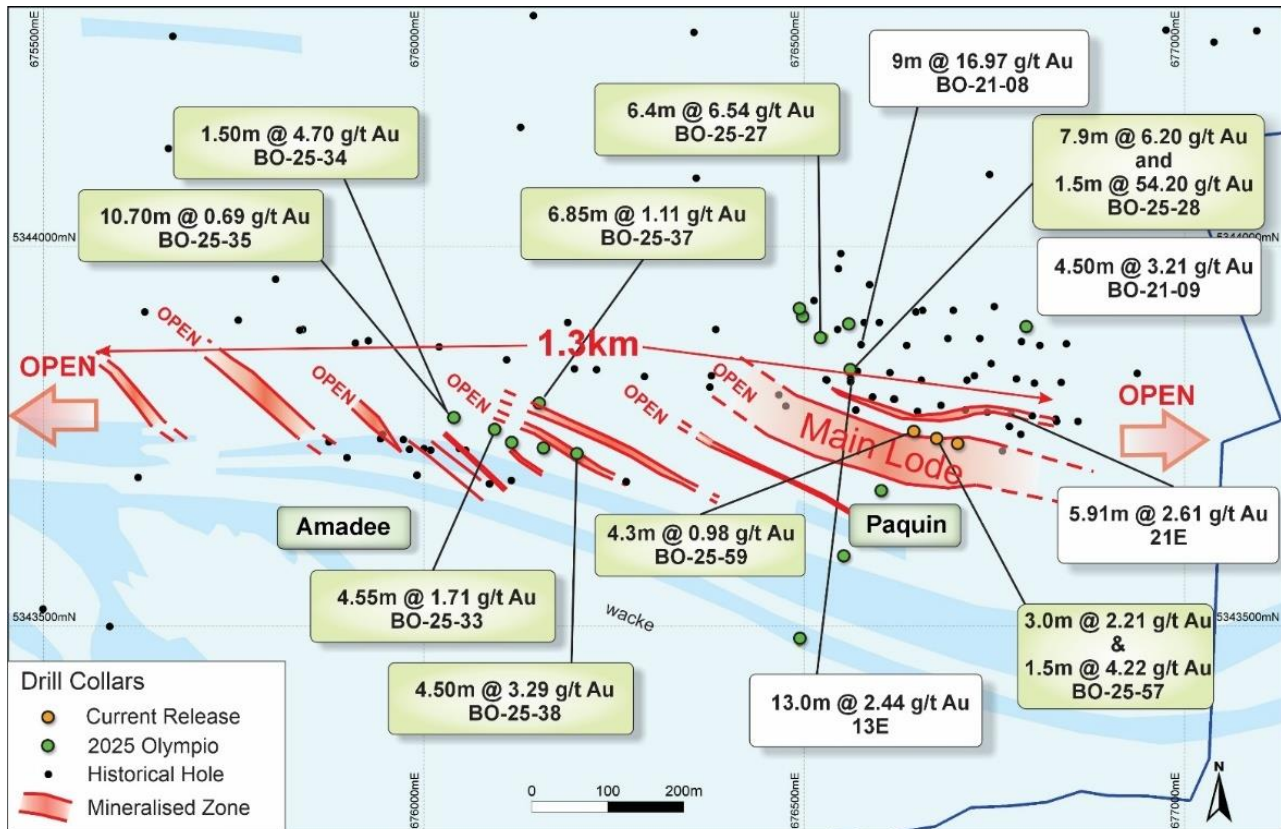 675500mE
676000mE
676500mE
677000mE
9m @ 16.97 g/t Au
BO-21-08
6.4m @ 6.54 g/t Au
BO-25-27
1.50m @ 4.70 g/t Au
BO-25-34
7.9m @ 6.20 g/t Au
and
1.5m @ 54.20 g/t Au
BO-25-28
10.70m @ 0.69 g/t Au
BO-25-35
6.85m @ 1.11 g/t Au
BO-25-37
5344000mN
5344000mN
4.50m @ 3.21 g/t Au
BO-21-09
OPEN
1.3km
OPEN
OPEN
OPEN
OPEN
OPEN
OPEN
Main Lode
Amadee
Paquin
5.91m @ 2.61 g/t Au
21E
4.3m @ 0.98 g/t Au
BO-25-59
4.55m @ 1.71 g/t Au
BO-25-33
wacke
5343500mN
5343500mN
3.0m @ 2.21 g/t Au
&
1.5m @ 4.22 g/t Au
BO-25-57
4.50m @ 3.29 g/t Au
BO-25-38
13.0m @ 2.44 g/t Au
13E
Drill Collars
Current Release
2025 Olympio
Historical Hole
Mineralised Zone
676000mE
676500mE
677000mE
0 100 200m
N